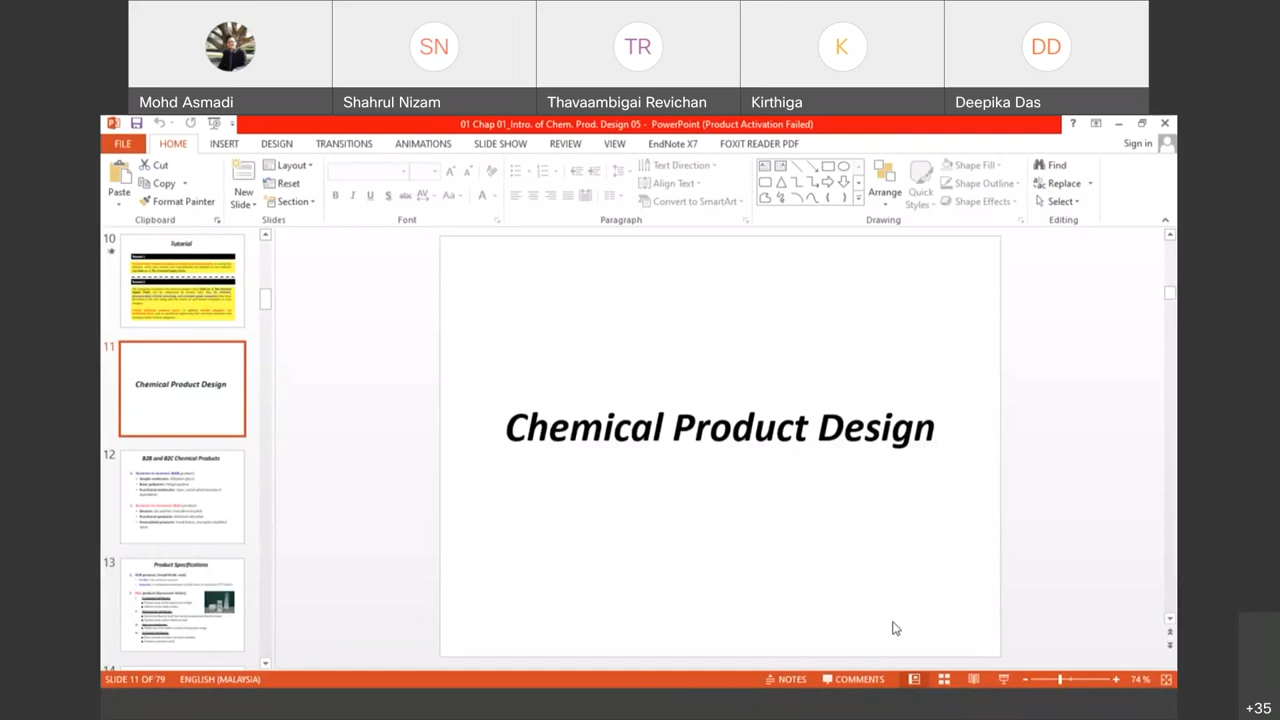 SN
TR
K
DD
Mohd Asmadi
Shahrul Nizam
Thavaambigai Revichan
Kirthiga
Deepika Das
01 Chap 01_Intro. of Chem. Prod. Design 05 - PowerPoint (Product Activation Failed)
FILE HOME INSERT DESIGN TRANSITIONS ANIMATIONS SLIDE SHOW REVIEW VIEW EndNote X7 FOXIT READER PDF Sign in
Paste
Cut
Copy
Format Painter
Clipboard
New Slide
Layout
Reset
Section
Slides
Font
Text Direction
Align Text
Convert to SmartArt
Paragraph
Arrange
Quick Styles
Shape Fill
Shape Outline
Shape Effects
Drawing
Find
Replace
Select
Editing
10
Tutorial
11
Chemical Product Design
12
B2B and B2C Chemical Products
13
Product Specifications
Chemical Product Design
SLIDE 11 OF 79 ENGLISH (MALAYSIA) NOTES COMMENTS 74 %
+35